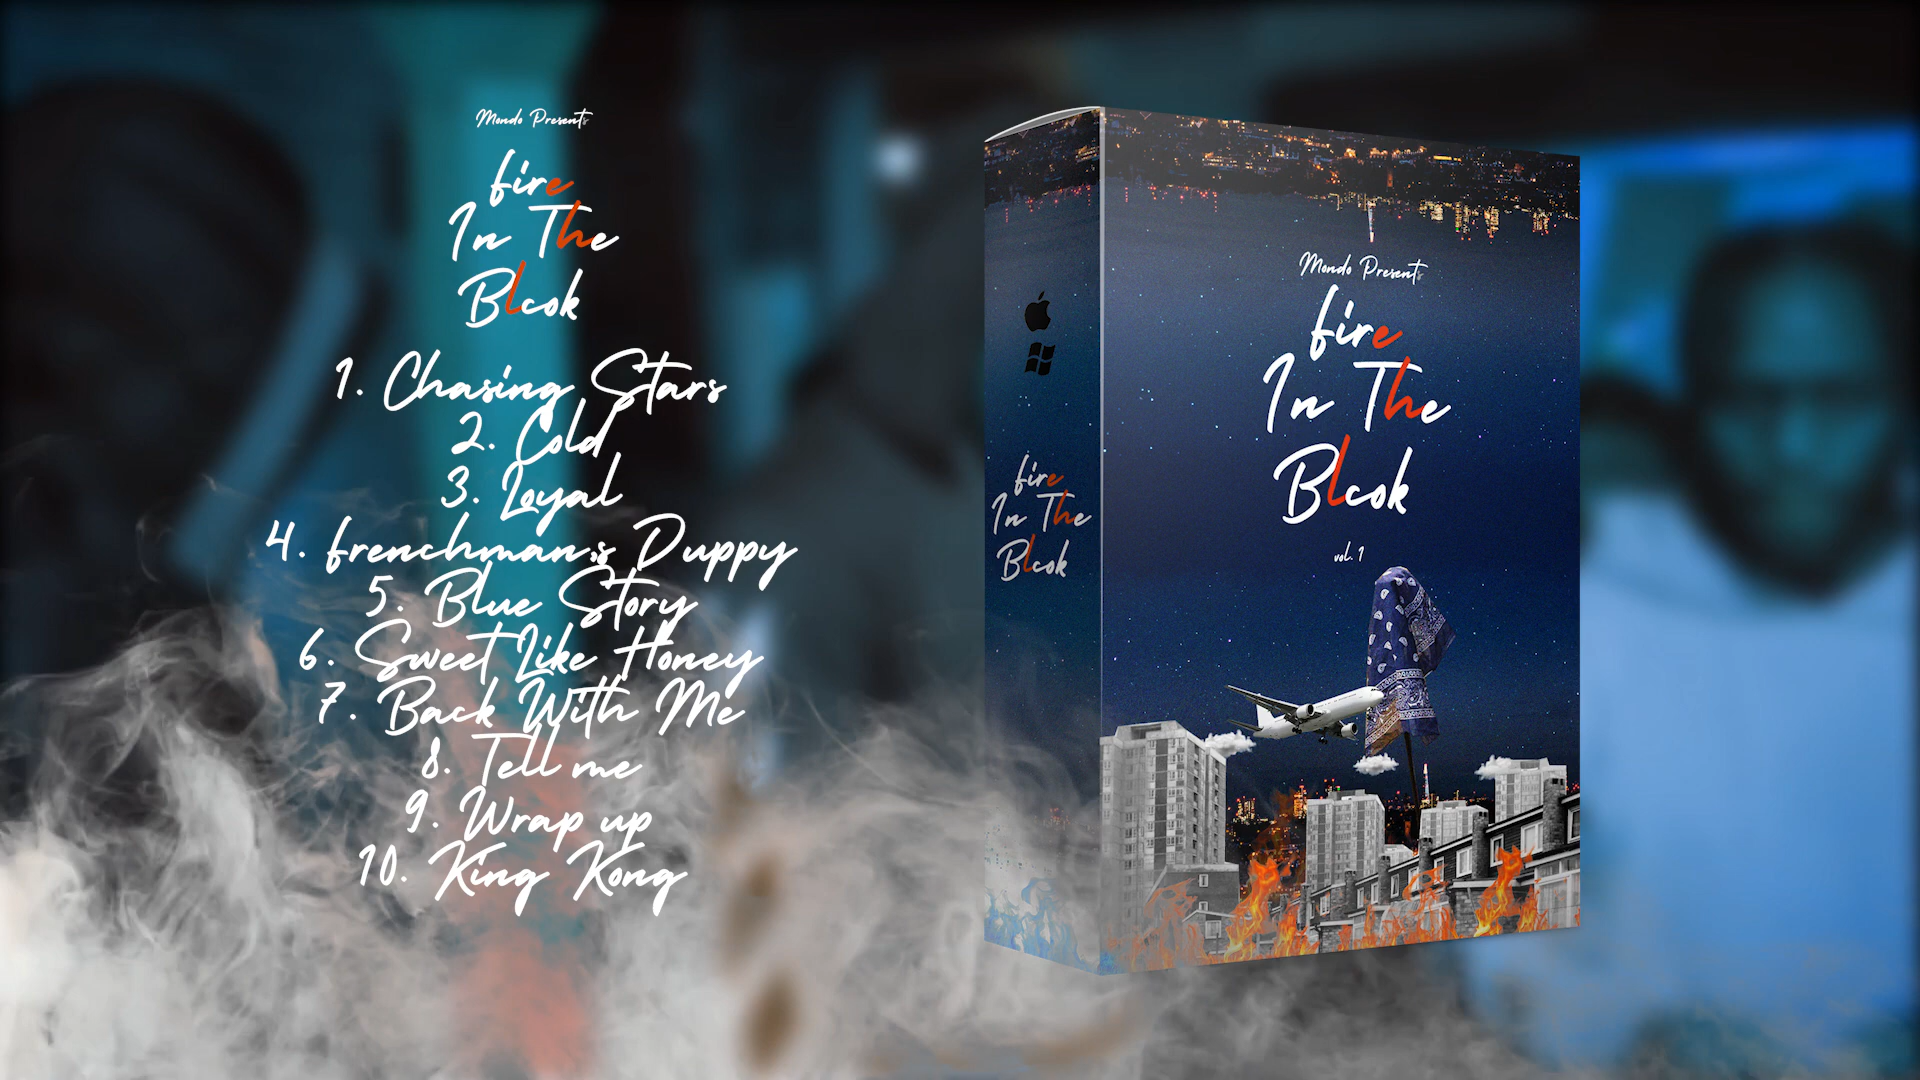 Mondo Presents
fire
In The
Blcok
1. Chasing Stars
2. Cold
3. Loyal
4. frenchman's Duppy
5. Blue Story
6. Sweet Like Honey
7. Back With Me
8. Tell me
9. Wrap up
10. King Kong
fire
In The
Blcok
Mondo Presents
fire
In The
Blcok
vol. 1